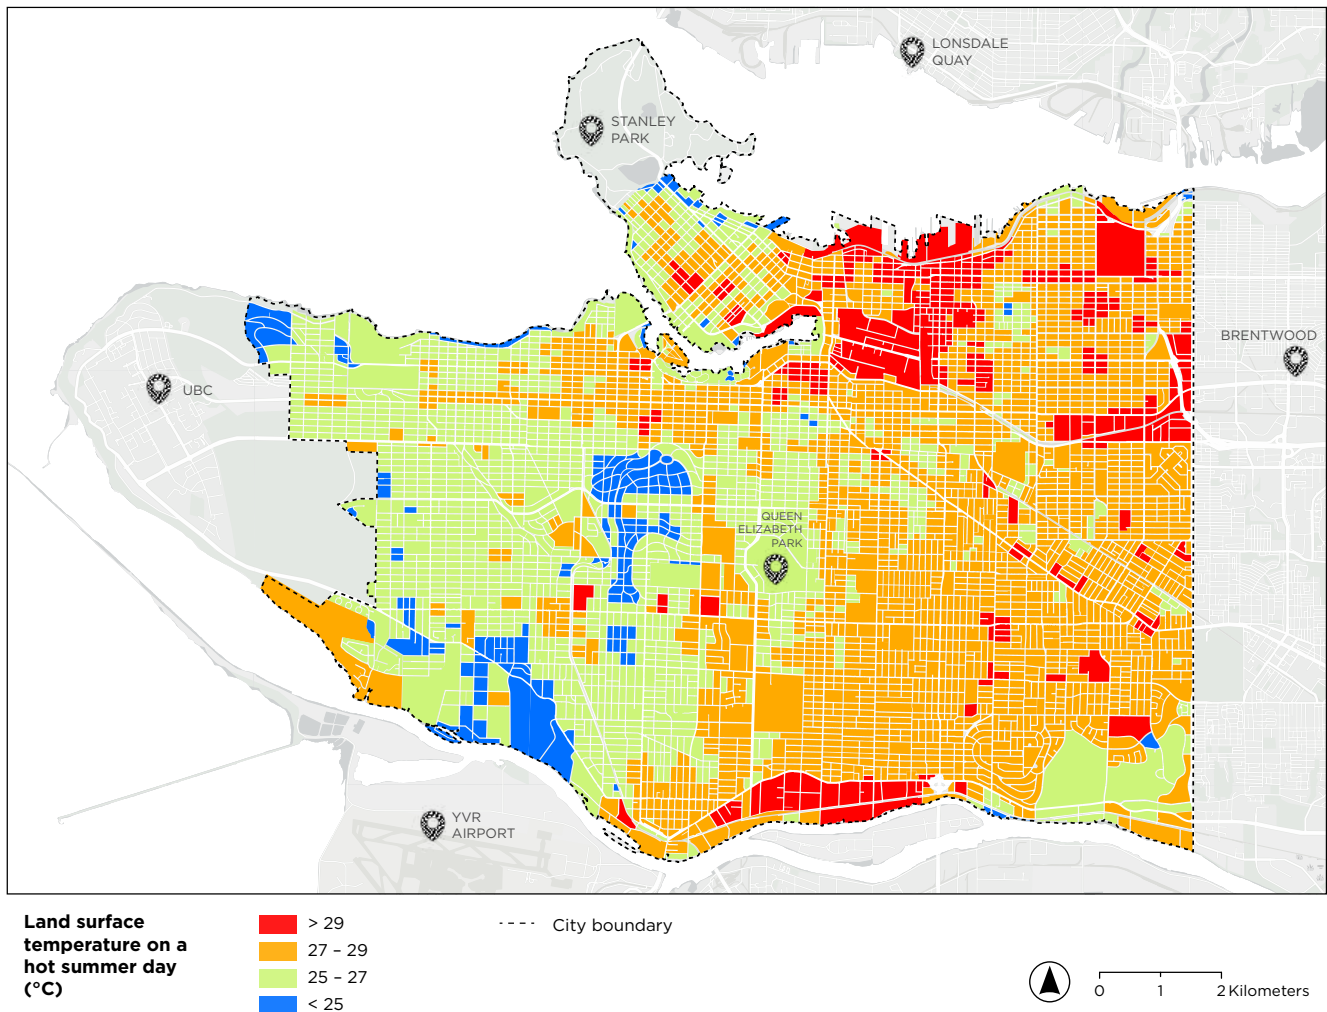 LONSDALE
QUAY
STANLEY
PARK
BRENTWOOD
UBC
QUEEN
ELIZABETH
PARK
YVR
AIRPORT
Land surface
temperature on a
hot summer day
(°C)
> 29
27 – 29
25 – 27
< 25
City boundary
0 1 2 Kilometers